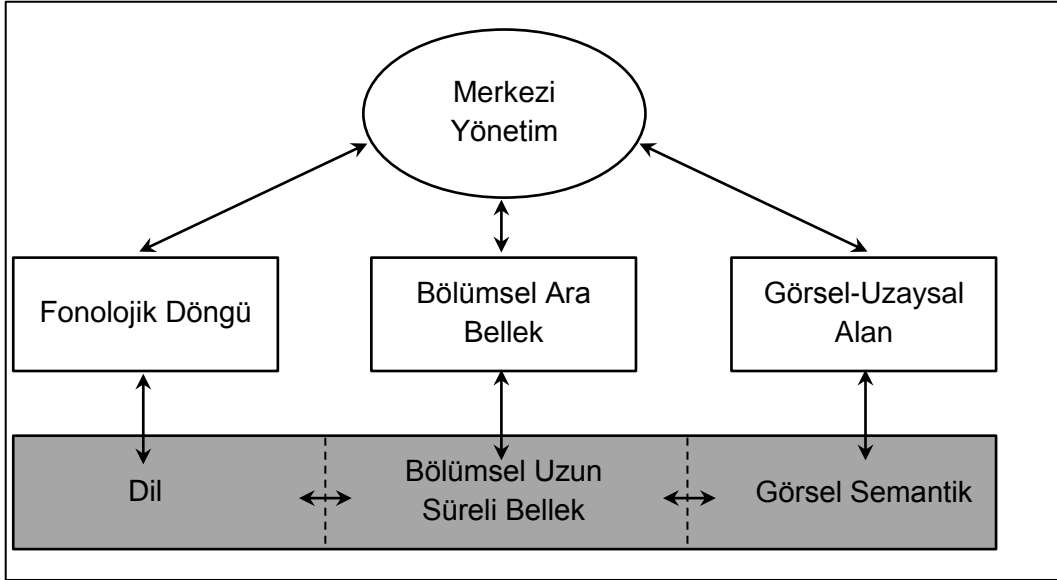 Merkezi
Yönetim
Fonolojik Döngü
Bölümsel Ara
Bellek
Görsel-Uzaysal
Alan
Dil
Bölümsel Uzun
Süreli Bellek
Görsel Semantik